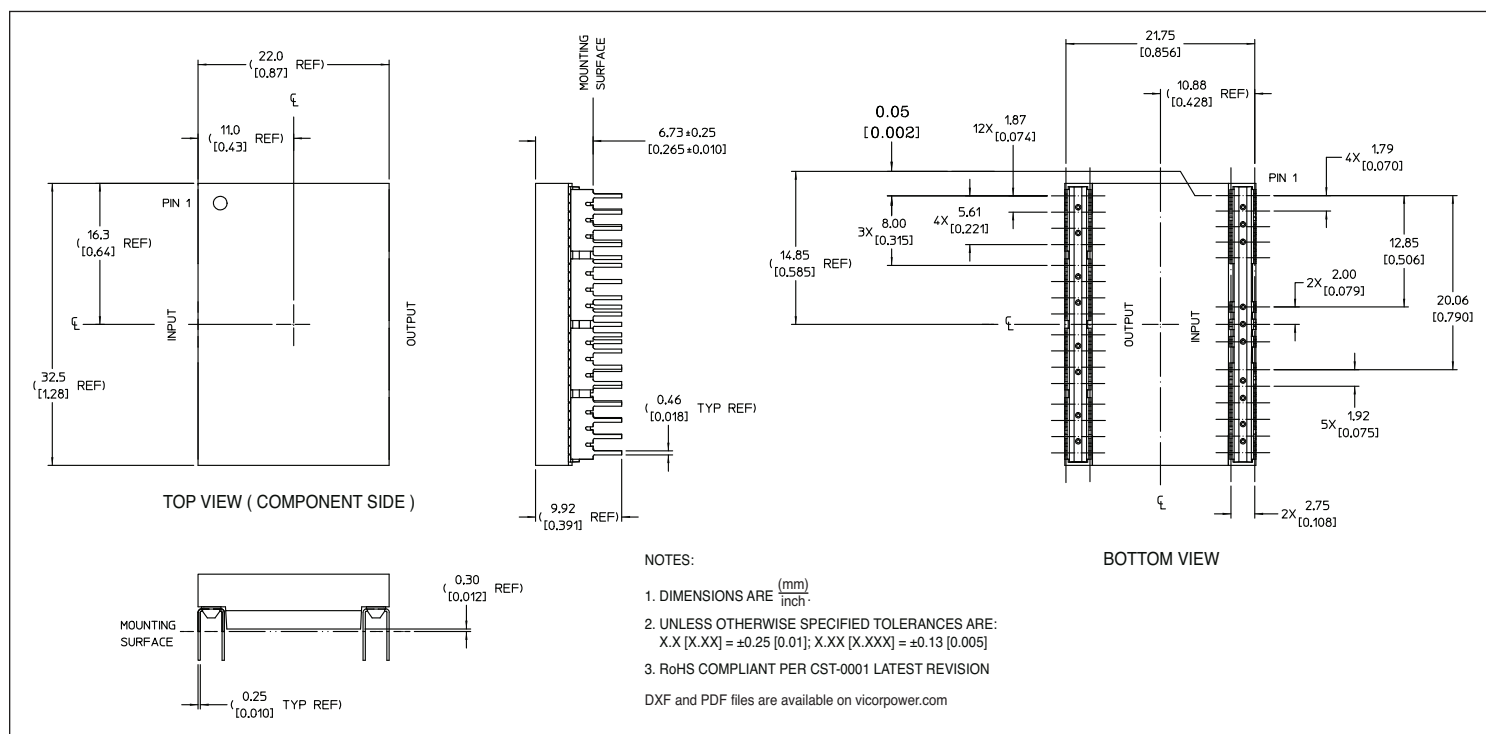 22.0
( [0.87] REF)
℄
11.0
( [0.43] REF)
PIN 1
16.3
( [0.64] REF)
℄
INPUT
OUTPUT
32.5
( [1.28] REF)
TOP VIEW ( COMPONENT SIDE )
MOUNTING
SURFACE
6.73 ±0.25
[0.265 ±0.010]
0.46
( [0.018] TYP REF)
9.92
( [0.391] REF)
21.75
[0.856]
10.88
( [0.428] REF)
0.05
[0.002]
12X 1.87
[0.074]
4X 1.79
[0.070]
PIN 1
5.61
4X [0.221]
8.00
3X [0.315]
14.85
( [0.585] REF)
12.85
[0.506]
2X 2.00
[0.079]
20.06
[0.790]
℄
OUTPUT
INPUT
5X 1.92
[0.075]
℄
2X 2.75
[0.108]
BOTTOM VIEW
0.30
( [0.012] REF)
MOUNTING
SURFACE
0.25
( [0.010] TYP REF)
NOTES:
1. DIMENSIONS ARE (mm)
inch.
2. UNLESS OTHERWISE SPECIFIED TOLERANCES ARE:
X.X [X.XX] = ±0.25 [0.01]; X.XX [X.XXX] = ±0.13 [0.005]
3. RoHS COMPLIANT PER CST-0001 LATEST REVISION
DXF and PDF files are available on vicorpower.com